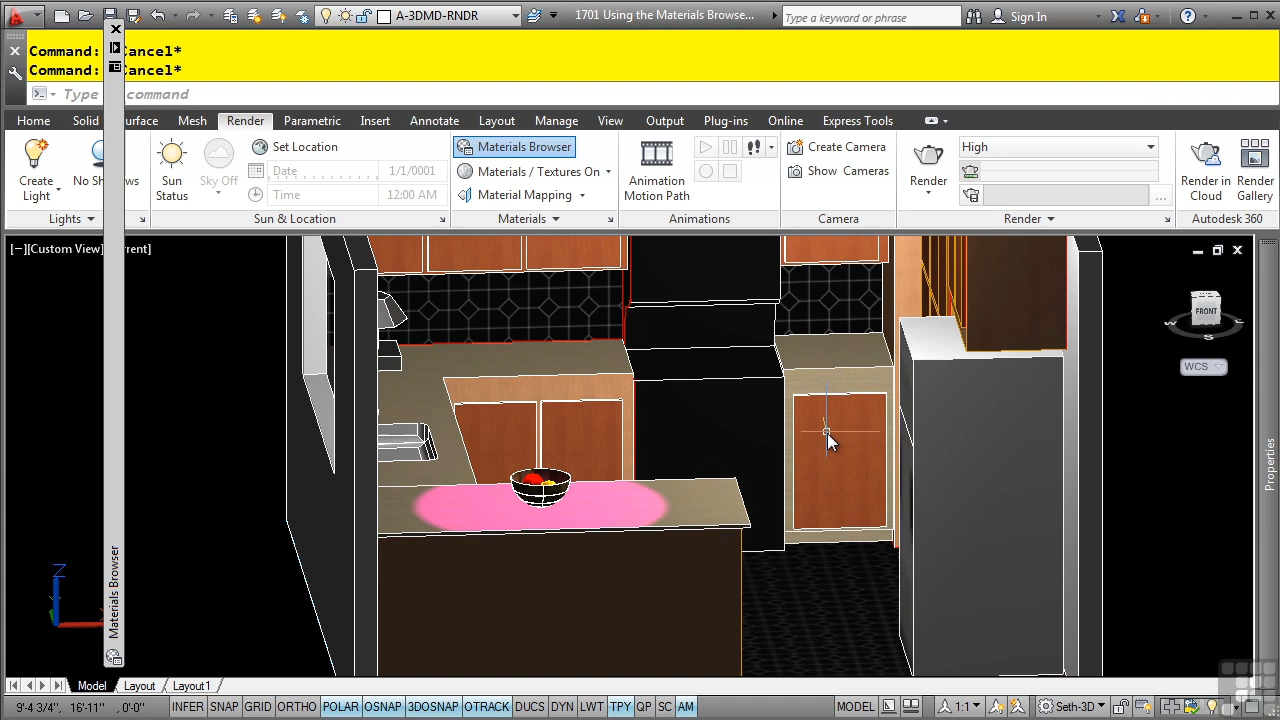 A-3DMD-RNDR
1701 Using the Materials Browse...
Type a keyword or phrase
Sign In
Command: Cancel*
Command: Cancel*
Type command
Home Solid urface Mesh Render Parametric Insert Annotate Layout Manage View Output Plug-ins Online Express Tools
Create Light
No Sh ws
Lights
Sun Status
Sky Off
Set Location
Date 1/1/0001
Time 12:00 AM
Sun & Location
Materials Browser
Materials / Textures On
Material Mapping
Materials
Animation Motion Path
Animations
Create Camera
Show Cameras
Camera
Render
High
...
Render
Render in Cloud
Render Gallery
Autodesk 360
[−][Custom View] rrent]
FRONT
W
S
WCS
Properties
Materials Browser
Z
Model Layout Layout1
9'-4 3/4", 16'-11" , 0'-0"
INFER SNAP GRID ORTHO POLAR OSNAP 3DOSNAP OTRACK DUCS DYN LWT TPY QP SC AM
MODEL
1:1
Seth-3D